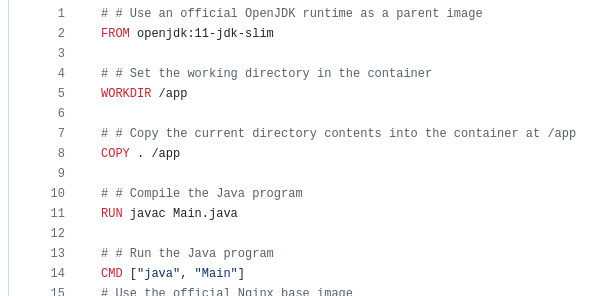 1 # # Use an official OpenJDK runtime as a parent image
2 FROM openjdk:11-jdk-slim
3
4 # # Set the working directory in the container
5 WORKDIR /app
6
7 # # Copy the current directory contents into the container at /app
8 COPY . /app
9
10 # # Compile the Java program
11 RUN javac Main.java
12
13 # # Run the Java program
14 CMD ["java", "Main"]
15 # Use the official Nginx base image